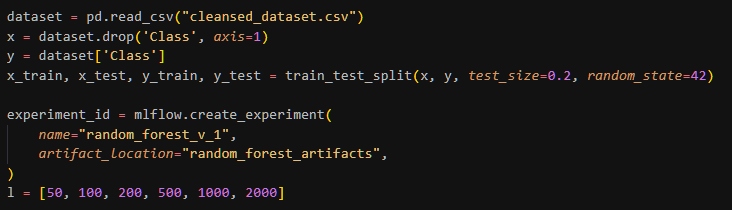 dataset = pd.read_csv("cleansed_dataset.csv")
x = dataset.drop('Class', axis=1)
y = dataset['Class']
x_train, x_test, y_train, y_test = train_test_split(x, y, test_size=0.2, random_state=42)
experiment_id = mlflow.create_experiment(
    name="random_forest_v_1",
    artifact_location="random_forest_artifacts",
)
l = [50, 100, 200, 500, 1000, 2000]